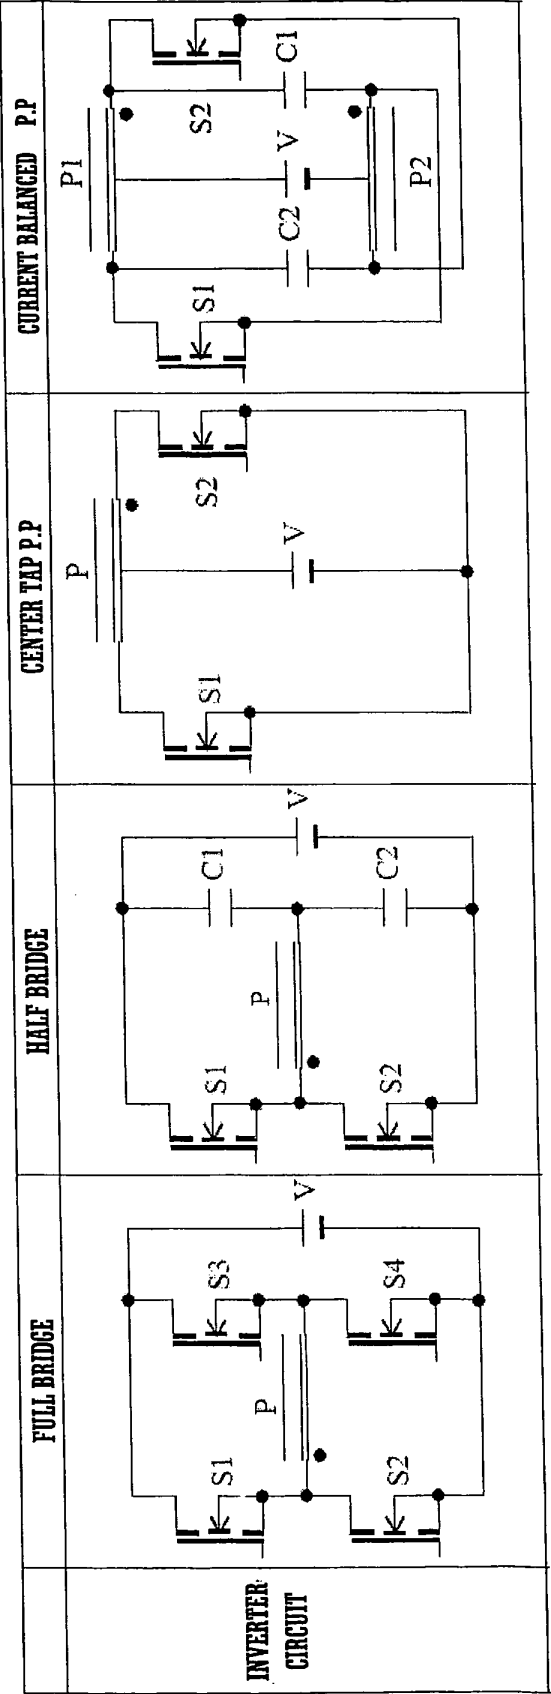 FULL BRIDGE
HALF BRIDGE
CENTER TAP P.P
CURRENT BALANCED P.P
INVERTER
CIRCUIT
S1
S3
P
V
S2
S4
S1
C1
P
V
S2
C2
P
S1
V
S2
P1
S1
C2
V
C1
S2
P2